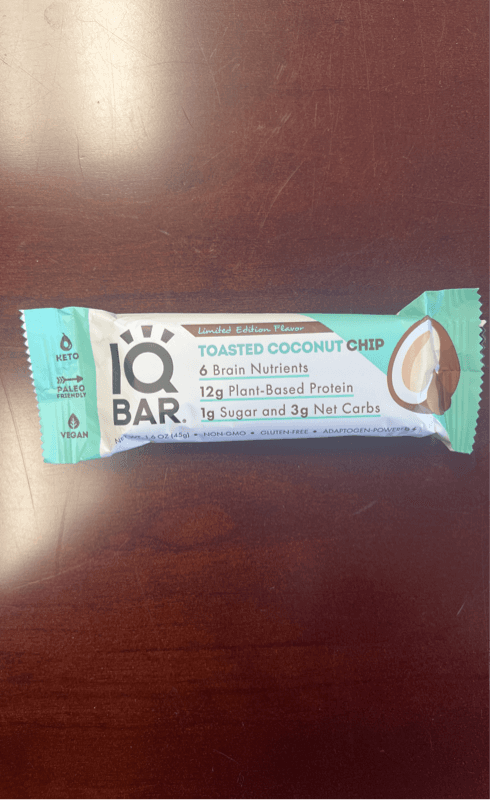 KETO
PALEO
FRIENDLY
VEGAN
IQ
BAR.
Limited Edition Flavor
TOASTED COCONUT CHIP
6 Brain Nutrients
12g Plant-Based Protein
1g Sugar and 3g Net Carbs
1.6 OZ (45g) • NON-GMO • GLUTEN-FREE • ADAPTOGEN-POWERED